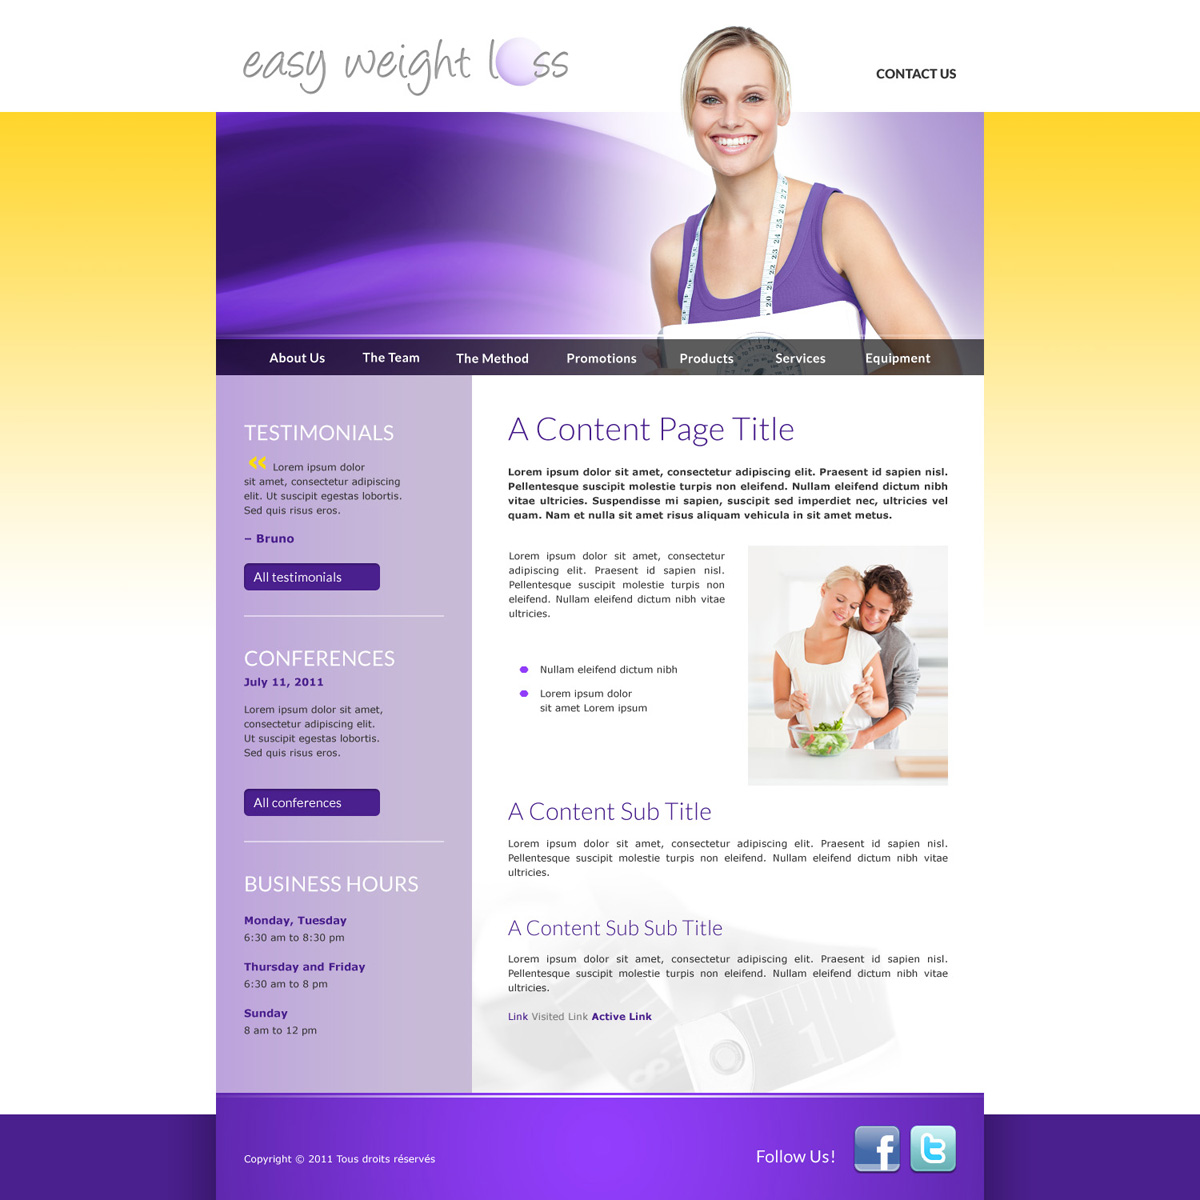 easy weight loss
CONTACT US
About Us The Team The Method Promotions Products Services Equipment
TESTIMONIALS
« Lorem ipsum dolor
sit amet, consectetur adipiscing
elit. Ut suscipit egestas lobortis.
Sed quis risus eros.
– Bruno
All testimonials
CONFERENCES
July 11, 2011
Lorem ipsum dolor sit amet,
consectetur adipiscing elit.
Ut suscipit egestas lobortis.
Sed quis risus eros.
All conferences
BUSINESS HOURS
Monday, Tuesday
6:30 am to 8:30 pm
Thursday and Friday
6:30 am to 8 pm
Sunday
8 am to 12 pm
A Content Page Title
Lorem ipsum dolor sit amet, consectetur adipiscing elit. Praesent id sapien nisl.
Pellentesque suscipit molestie turpis non eleifend. Nullam eleifend dictum nibh
vitae ultricies. Suspendisse mi sapien, suscipit sed imperdiet nec, ultricies vel
quam. Nam et nulla sit amet risus aliquam vehicula in sit amet metus.
Lorem ipsum dolor sit amet, consectetur
adipiscing elit. Praesent id sapien nisl.
Pellentesque suscipit molestie turpis non
eleifend. Nullam eleifend dictum nibh vitae
ultricies.
Nullam eleifend dictum nibh
Lorem ipsum dolor
sit amet Lorem ipsum
A Content Sub Title
Lorem ipsum dolor sit amet, consectetur adipiscing elit. Praesent id sapien nisl.
Pellentesque suscipit molestie turpis non eleifend. Nullam eleifend dictum nibh vitae
ultricies.
A Content Sub Sub Title
Lorem ipsum dolor sit amet, consectetur adipiscing elit. Praesent id sapien nisl.
Pellentesque suscipit molestie turpis non eleifend. Nullam eleifend dictum nibh vitae
ultricies.
Link Visited Link Active Link
Copyright © 2011 Tous droits réservés
Follow Us!
f
t